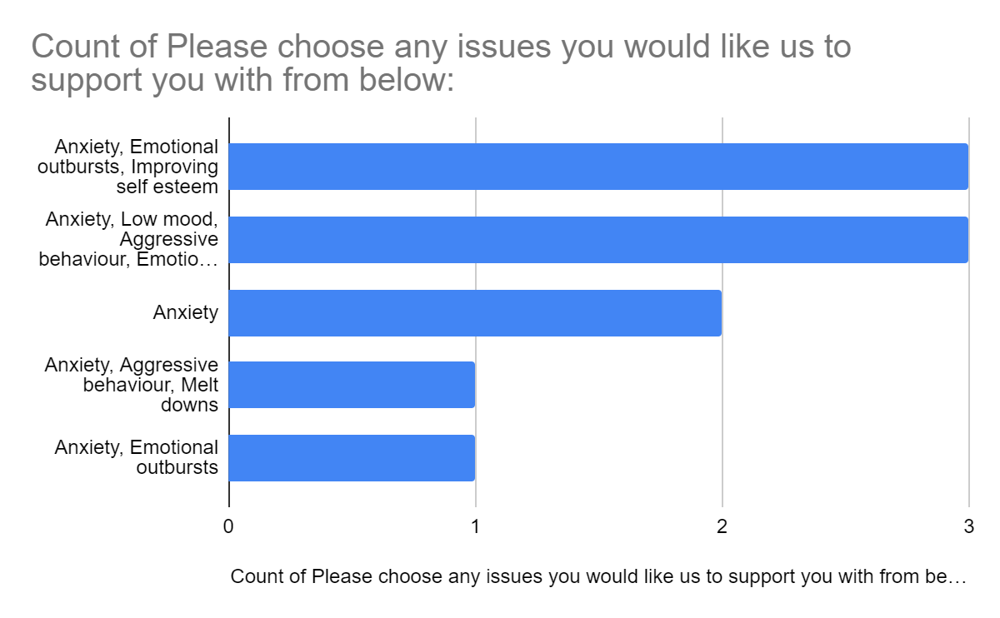 Count of Please choose any issues you would like us to
support you with from below:
Anxiety, Emotional
outbursts, Improving
self esteem
Anxiety, Low mood,
Aggressive
behaviour, Emotio…
Anxiety
Anxiety, Aggressive
behaviour, Melt
downs
Anxiety, Emotional
outbursts
0 1 2 3
Count of Please choose any issues you would like us to support you with from be…